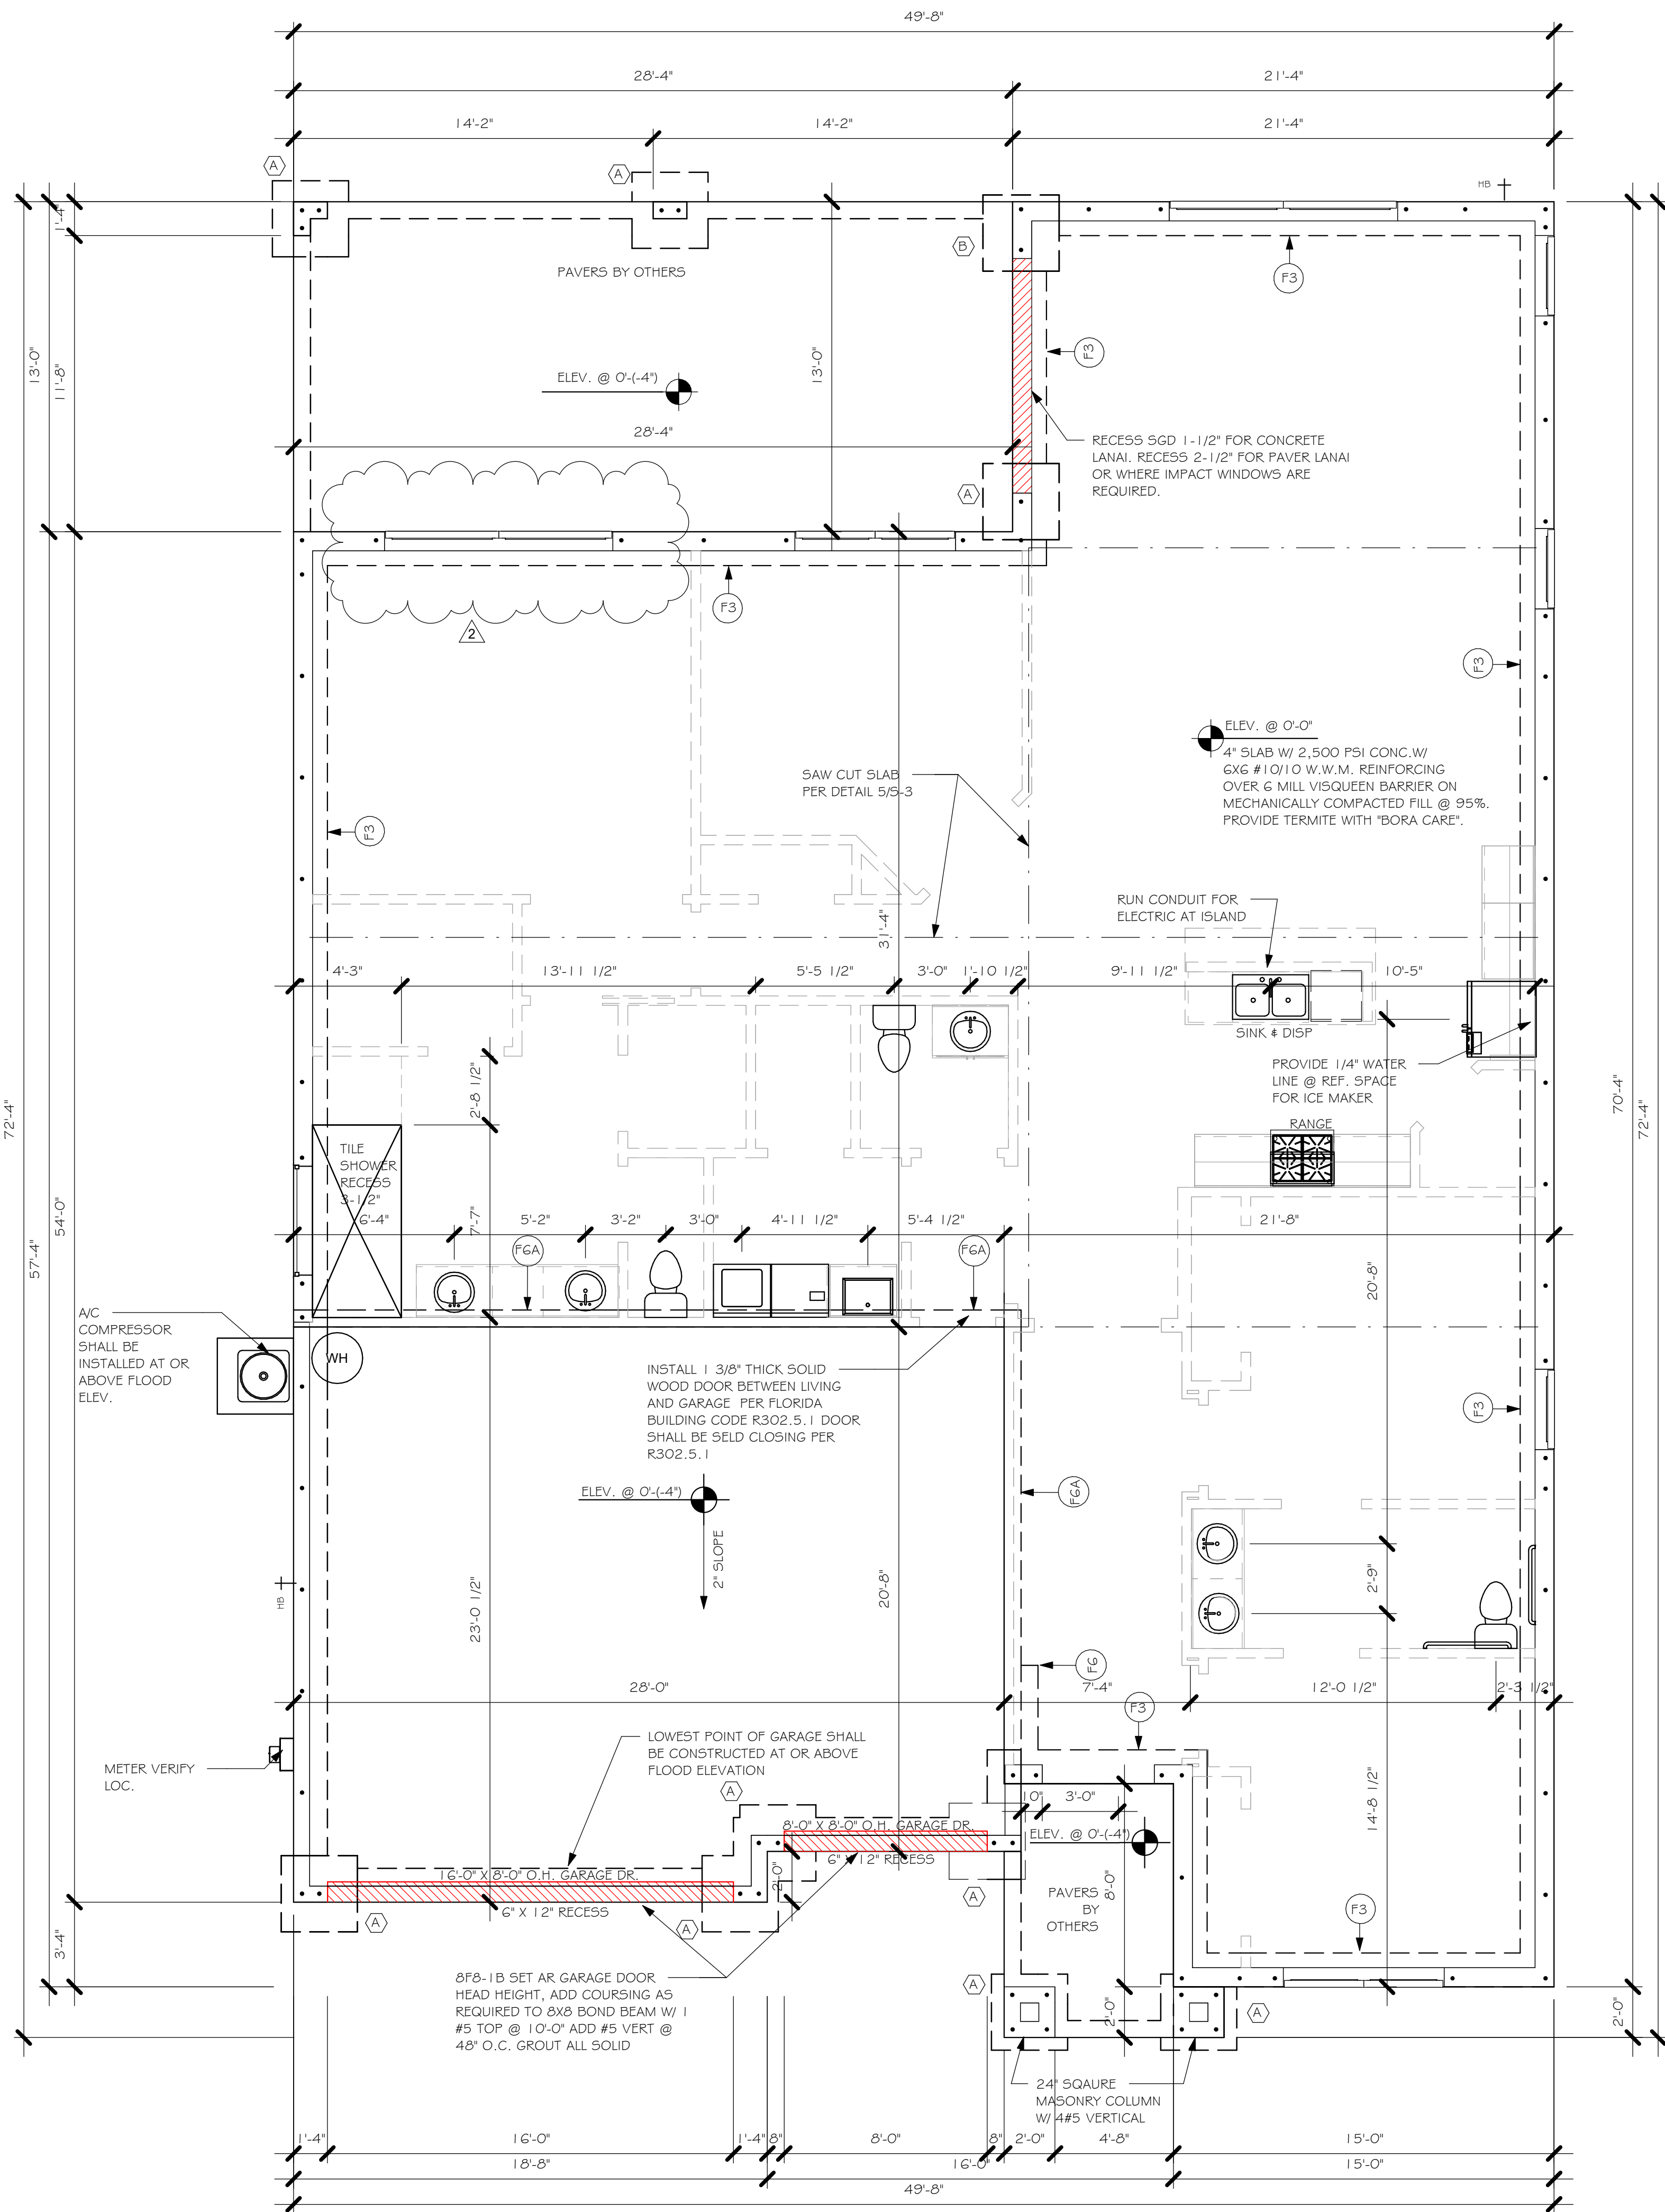 49'-8"
28'-4"
21'-4"
14'-2"
14'-2"
21'-4"
A
A
HB
1'-4"
B
PAVERS BY OTHERS
F3
13'-0"
11'-8"
13'-0"
F3
ELEV. @ 0'-(-4")
28'-4"
RECESS SGD 1-1/2" FOR CONCRETE
LANAI. RECESS 2-1/2" FOR PAVER LANAI
OR WHERE IMPACT WINDOWS ARE
REQUIRED.
A
F3
2
F3
ELEV. @ 0'-0"
4" SLAB W/ 2,500 PSI CONC.W/
6X6 #10/10 W.W.M. REINFORCING
OVER 6 MILL VISQUEEN BARRIER ON
MECHANICALLY COMPACTED FILL @ 95%.
PROVIDE TERMITE WITH "BORA CARE".
SAW CUT SLAB
PER DETAIL 5/S-3
F3
RUN CONDUIT FOR
ELECTRIC AT ISLAND
31'-4"
4'-3"
13'-11 1/2"
5'-5 1/2"
3'-0"
1'-10 1/2"
9'-11 1/2"
10'-5"
SINK & DISP
2'-8 1/2"
PROVIDE 1/4" WATER
LINE @ REF. SPACE
FOR ICE MAKER
72'-4"
70'-4"
72'-4"
RANGE
TILE
SHOWER
RECESS
3-1/2"
54'-0"
57'-4"
6'-4"
7'-7"
5'-2"
3'-2"
3'-0"
4'-11 1/2"
5'-4 1/2"
21'-8"
F6A
F6A
20'-8"
A/C
COMPRESSOR
SHALL BE
INSTALLED AT OR
ABOVE FLOOD
ELEV.
WH
INSTALL 1 3/8" THICK SOLID
WOOD DOOR BETWEEN LIVING
AND GARAGE PER FLORIDA
BUILDING CODE R302.5.1 DOOR
SHALL BE SELD CLOSING PER
R302.5.1
F3
ELEV. @ 0'-(-4")
F6A
2" SLOPE
HB
23'-0 1/2"
20'-8"
2'-9"
F6
28'-0"
7'-4"
12'-0 1/2"
2'-3 1/2"
F3
LOWEST POINT OF GARAGE SHALL
BE CONSTRUCTED AT OR ABOVE
FLOOD ELEVATION
METER VERIFY
LOC.
A
10"
3'-0"
14'-8 1/2"
8'-0" X 8'-0" O.H. GARAGE DR.
ELEV. @ 0'-(-4")
6" X 12" RECESS
16'-0" X 8'-0" O.H. GARAGE DR.
2'-0"
A
PAVERS
BY
OTHERS
8'-0"
6" X 12" RECESS
A
A
F3
3'-4"
8F8-1B SET AR GARAGE DOOR
HEAD HEIGHT, ADD COURSING AS
REQUIRED TO 8X8 BOND BEAM W/ 1
#5 TOP @ 10'-0" ADD #5 VERT @
48" O.C. GROUT ALL SOLID
A
2'-0"
A
2'-0"
24" SQAURE
MASONRY COLUMN
W/ 4#5 VERTICAL
1'-4"
16'-0"
1'-4"
8"
8'-0"
8"
2'-0"
4'-8"
15'-0"
18'-8"
16'-0"
15'-0"
49'-8"